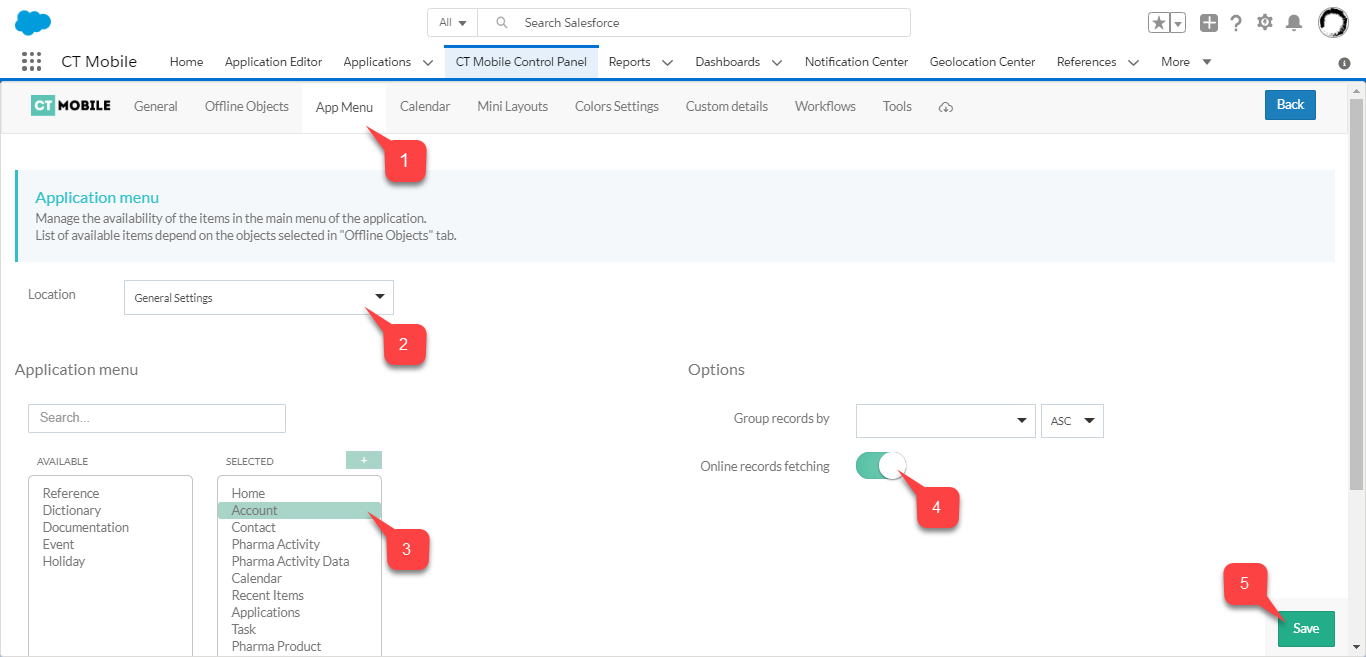 All Search Salesforce
CT Mobile Home Application Editor Applications CT Mobile Control Panel Reports Dashboards Notification Center Geolocation Center References More
CT MOBILE General Offline Objects App Menu Calendar Mini Layouts Colors Settings Custom details Workflows Tools Back
1
Application menu
Manage the availability of the items in the main menu of the application.
List of available items depend on the objects selected in "Offline Objects" tab.
Location General Settings
2
Application menu
Search...
AVAILABLE
Reference
Dictionary
Documentation
Event
Holiday
SELECTED +
Home
Account
Contact
Pharma Activity
Pharma Activity Data
Calendar
Recent Items
Applications
Task
Pharma Product
3
Options
Group records by ASC
Online records fetching
4
5
Save